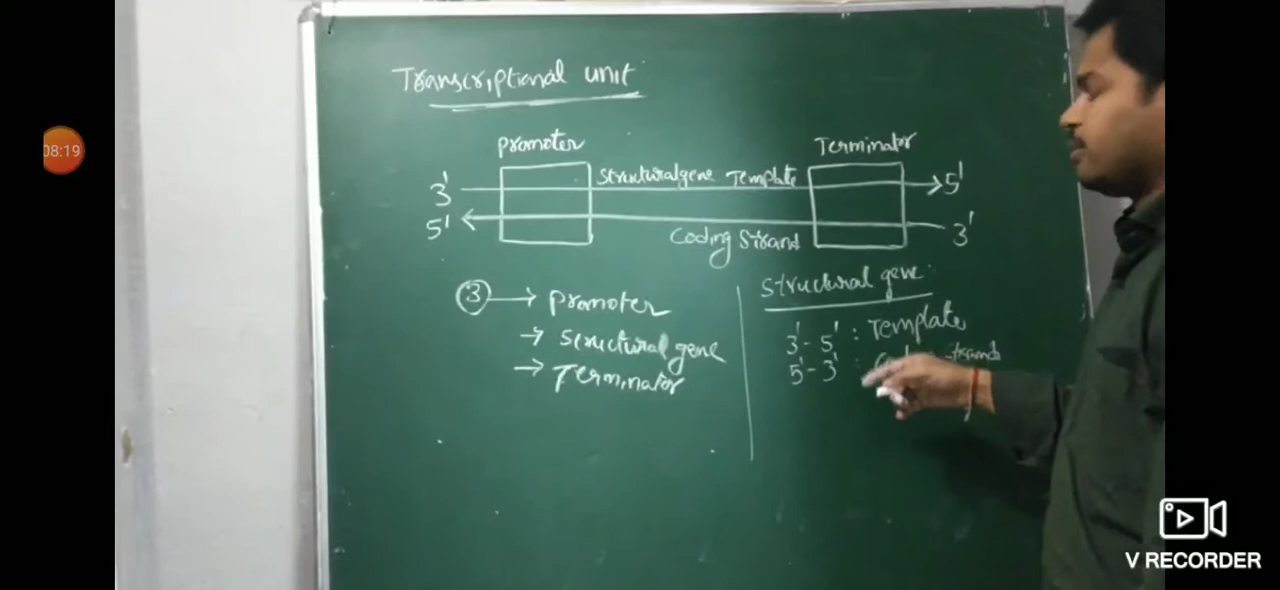 08:19
Transcriptional unit
Promoter
Terminator
3' Structural gene Template 5'
5' Coding Strand 3'
③ → Promoter
→ Structural gene
→ Terminator
Structural gene
3' - 5' : Template
5' - 3' :
V RECORDER